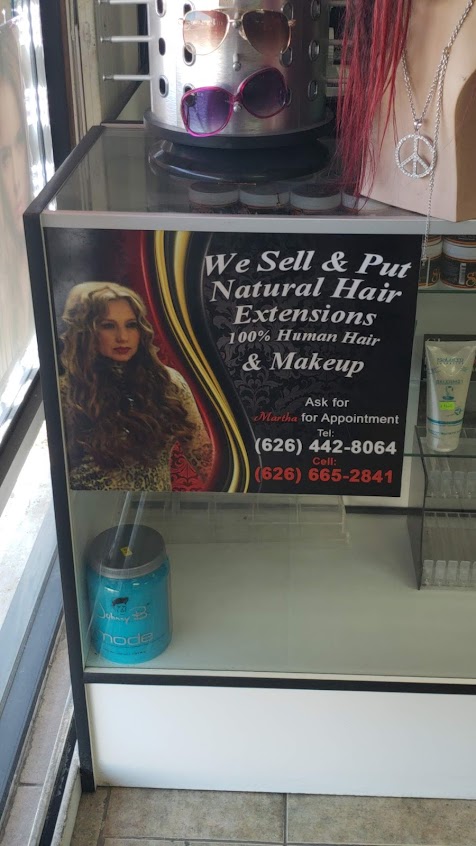 We Sell & Put
Natural Hair
Extensions
100% Human Hair
& Makeup
Ask for
Martha for Appointment
Tel:
(626) 442-8064
Cell:
(626) 665-2841
Johnny B
mode